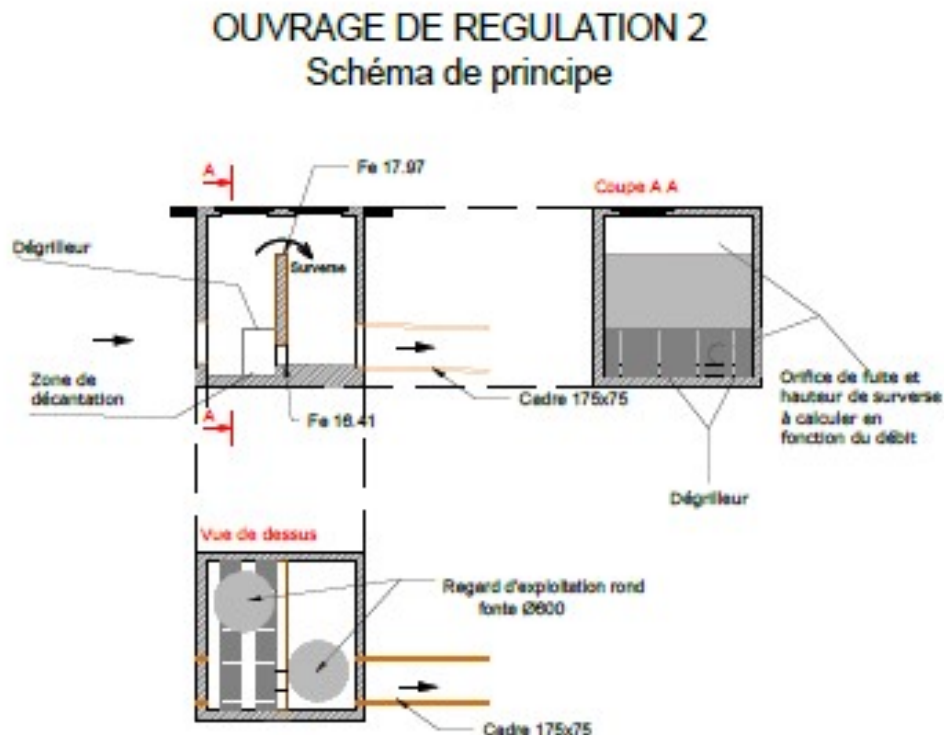 OUVRAGE DE REGULATION 2
Schéma de principe
A
Fe 17.97
Coupe A A
Dégrilleur
Surverse
Zone de
décantation
A
Fe 16.41
Cadre 175x75
Orifice de fuite et
hauteur de surverse
à calculer en
fonction du débit
Dégrilleur
Vue de dessus
Regard d'exploitation rond
fonte Ø600
Cadre 175x75